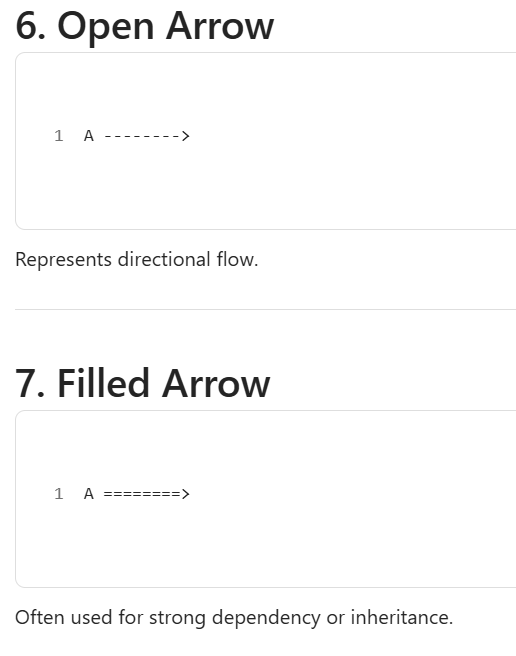 6. Open Arrow
1 A -------->
Represents directional flow.
7. Filled Arrow
1 A ========>
Often used for strong dependency or inheritance.